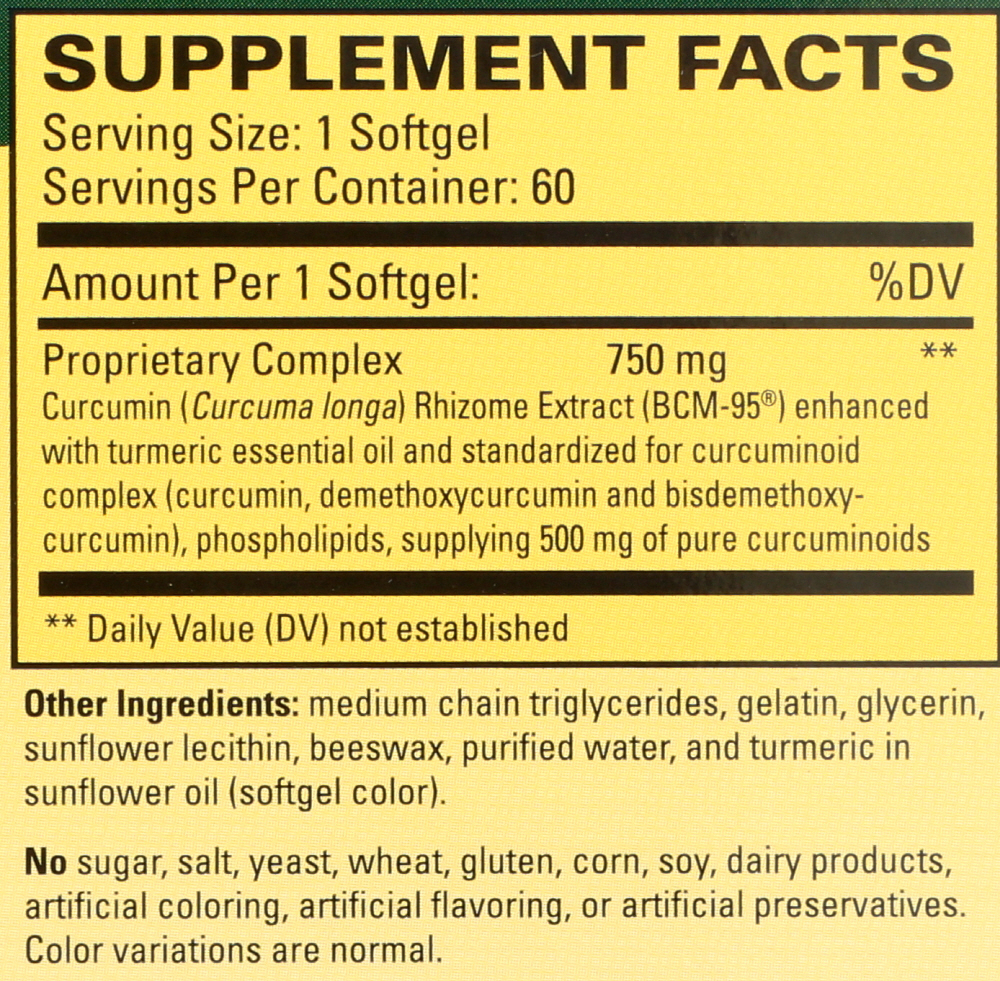 SUPPLEMENT FACTS
Serving Size: 1 Softgel
Servings Per Container: 60
Amount Per 1 Softgel: %DV
Proprietary Complex 750 mg **
Curcumin (Curcuma longa) Rhizome Extract (BCM-95®) enhanced
with turmeric essential oil and standardized for curcuminoid
complex (curcumin, demethoxycurcumin and bisdemethoxy-
curcumin), phospholipids, supplying 500 mg of pure curcuminoids
** Daily Value (DV) not established
Other Ingredients: medium chain triglycerides, gelatin, glycerin,
sunflower lecithin, beeswax, purified water, and turmeric in
sunflower oil (softgel color).
No sugar, salt, yeast, wheat, gluten, corn, soy, dairy products,
artificial coloring, artificial flavoring, or artificial preservatives.
Color variations are normal.